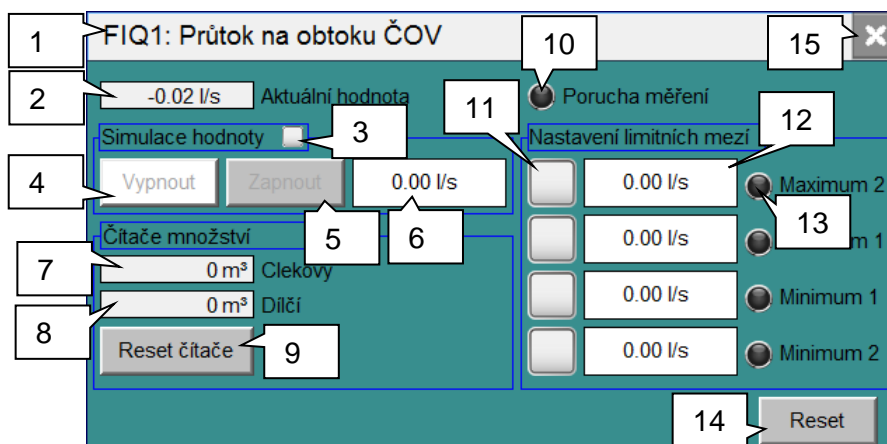 1
FIQ1: Průtok na obtoku ČOV
10
15
2
-0.02 l/s
Aktuální hodnota
Porucha měření
11
12
Simulace hodnoty
3
Nastavení limitních mezí
4
Vypnout
Zapnout
0.00 l/s
5
6
0.00 l/s
Maximum 2
13
Čítače množství
0.00 l/s
m 1
7
0 m³
Clekovy
8
0 m³
Dílčí
0.00 l/s
Minimum 1
Reset čítače
9
0.00 l/s
Minimum 2
14
Reset